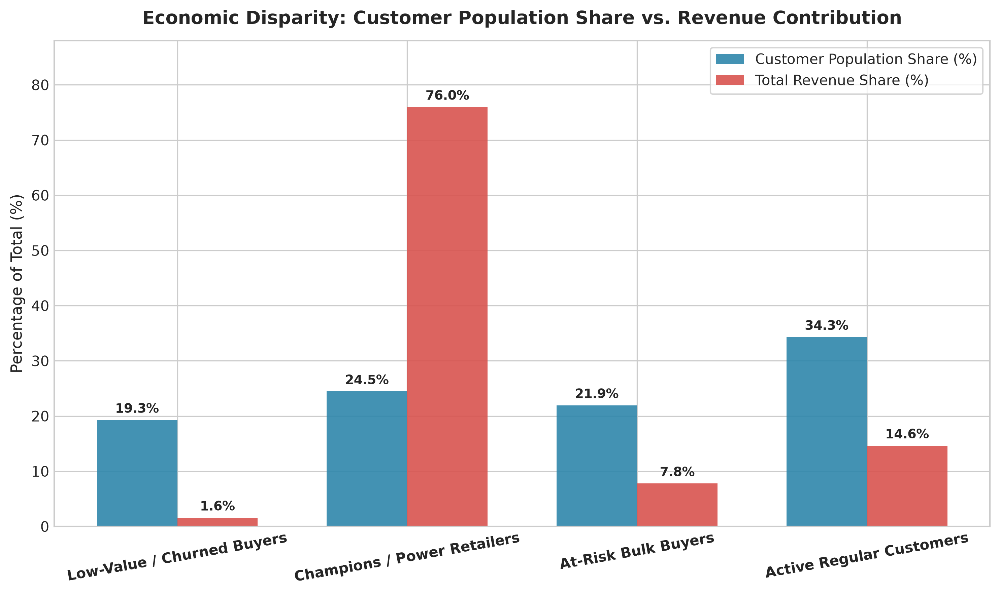 Economic Disparity: Customer Population Share vs. Revenue Contribution
Customer Population Share (%)
Total Revenue Share (%)
Percentage of Total (%)
80
70
60
50
40
30
20
10
0
19.3%
1.6%
24.5%
76.0%
21.9%
7.8%
34.3%
14.6%
Low-Value / Churned Buyers
Champions / Power Retailers
At-Risk Bulk Buyers
Active Regular Customers